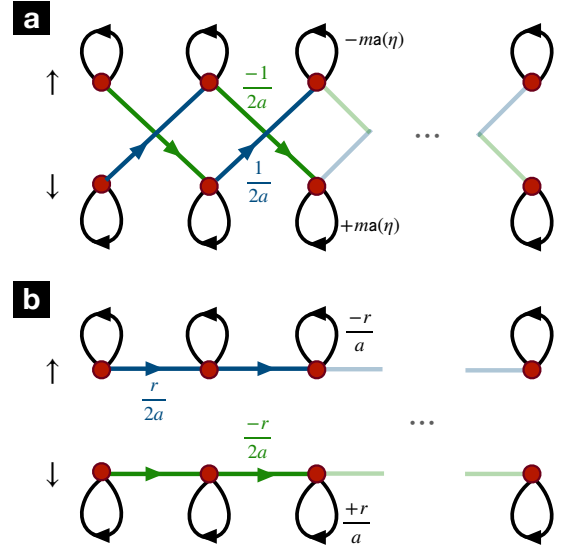 a
−ma(η)
↑
−1
2a
...
↓
1
2a
+ma(η)
b
−r
a
↑
r
2a
−r
2a
...
↓
+r
a